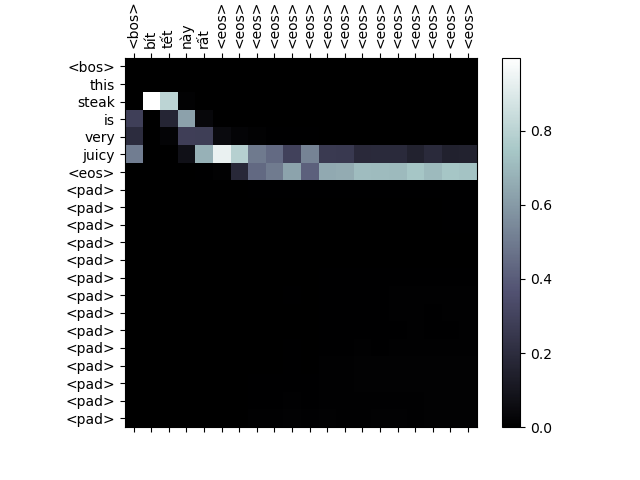 <bos> bít tết này rất <eos> <eos> <eos> <eos> <eos> <eos> <eos> <eos> <eos> <eos> <eos> <eos> <eos> <eos> <eos>
<bos>
this
steak
is
very
juicy
<eos>
<pad>
<pad>
<pad>
<pad>
<pad>
<pad>
<pad>
<pad>
<pad>
<pad>
<pad>
<pad>
<pad>
<pad>
0.8
0.6
0.4
0.2
0.0